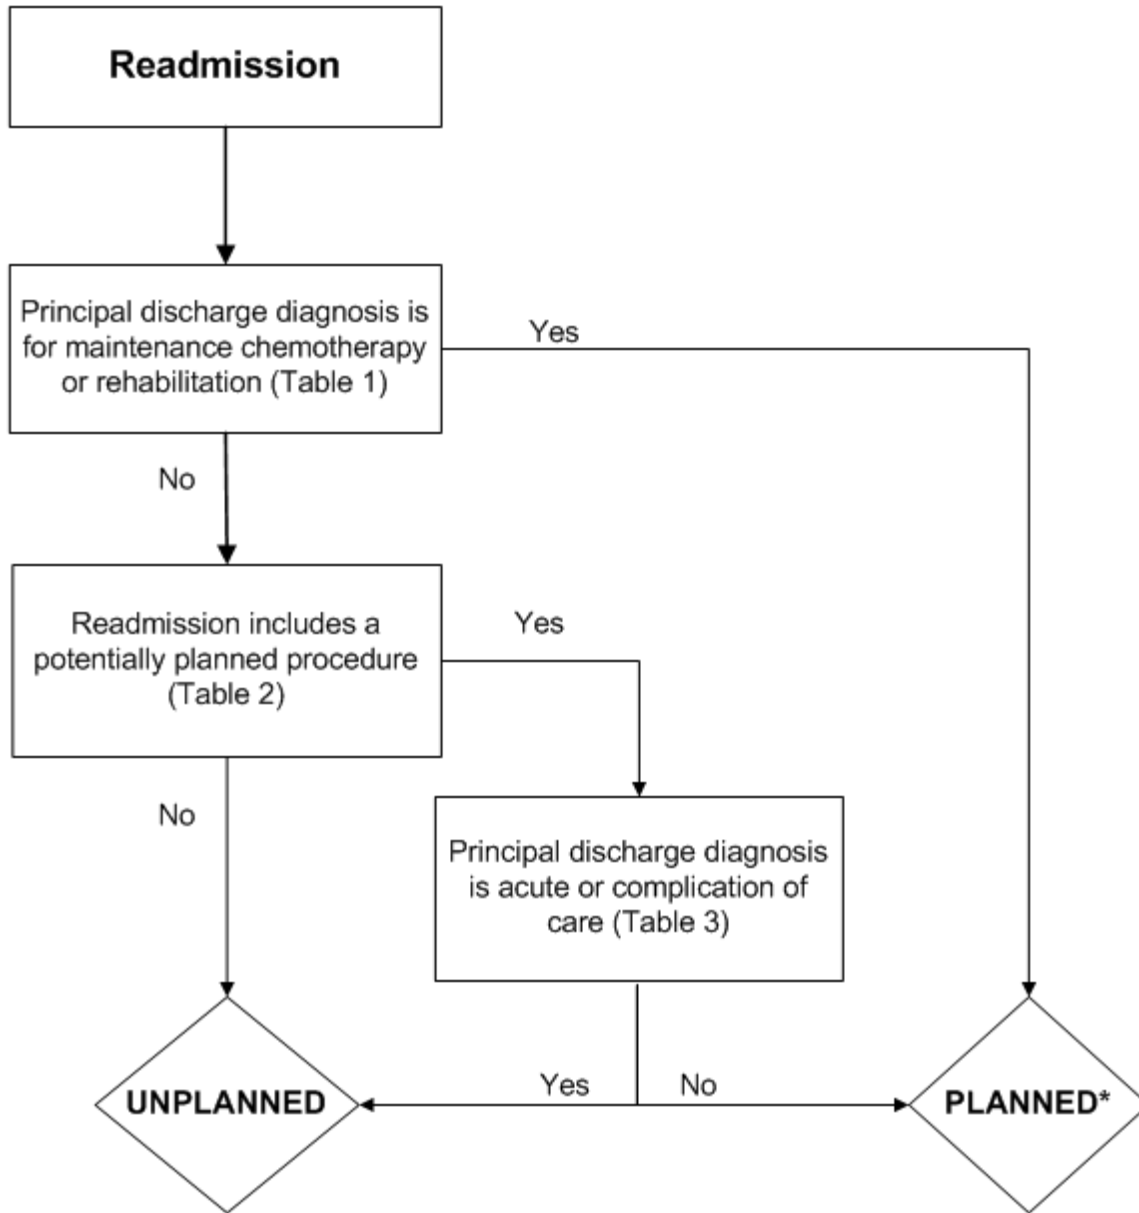 Readmission
Principal discharge diagnosis is
for maintenance chemotherapy
or rehabilitation (Table 1)
Yes
No
Readmission includes a
potentially planned procedure
(Table 2)
Yes
No
Principal discharge diagnosis
is acute or complication of
care (Table 3)
Yes
No
UNPLANNED
PLANNED*